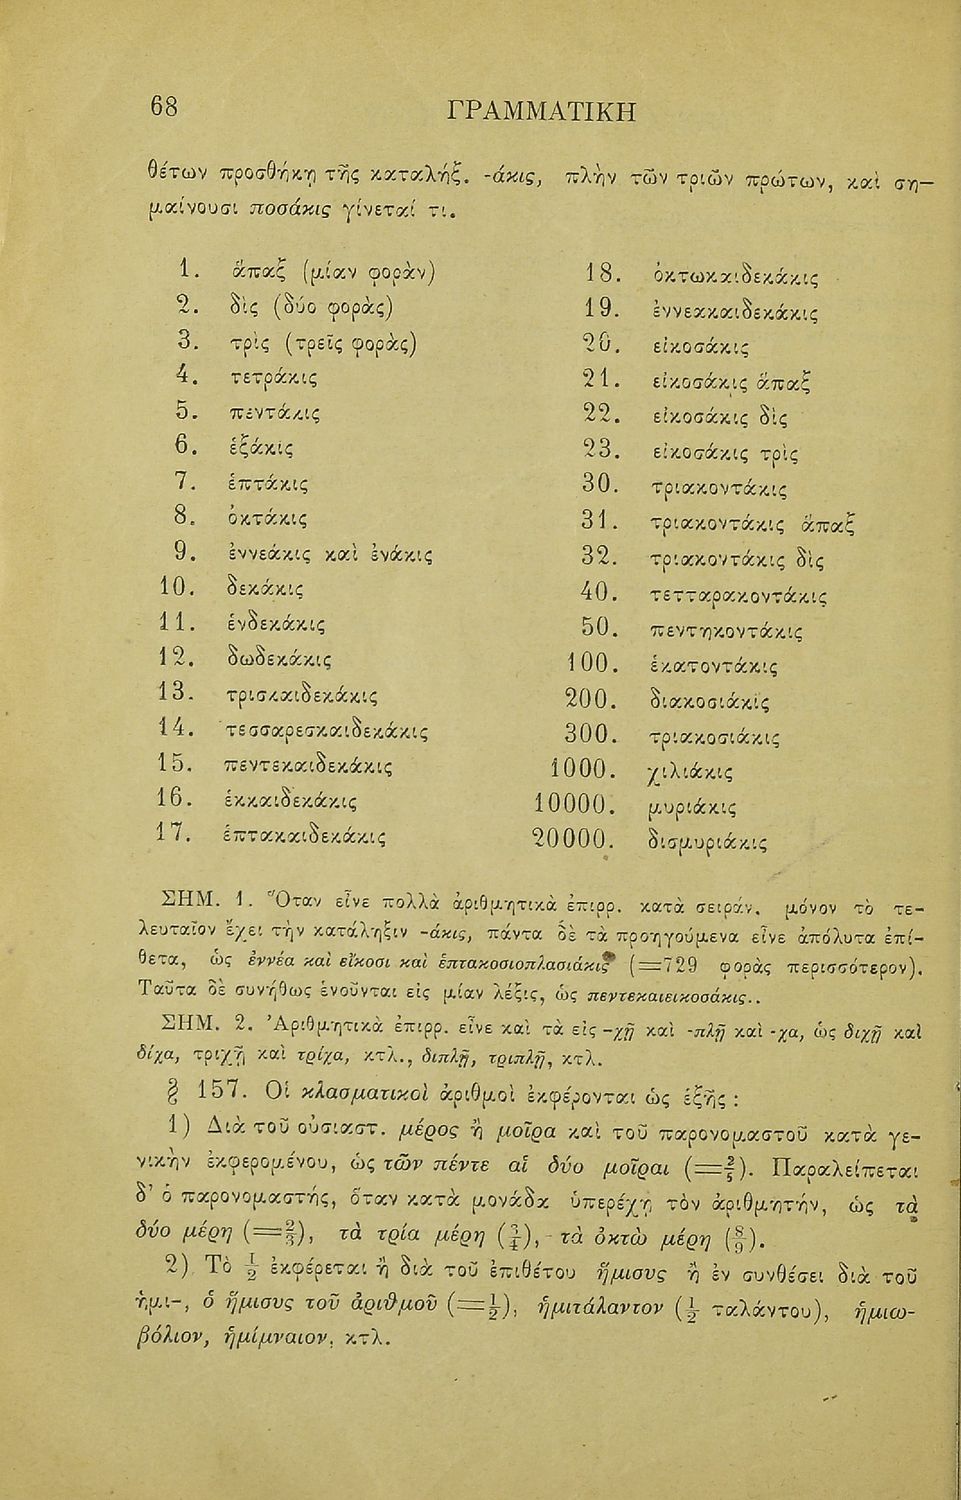 68 ΓΡΑΜΜΑΤΙΚΗ
θέτων προσθήκῃ τῆς καταλήξ. -άκις, πλὴν τῶν τριῶν πρώτων, καὶ ση-
μαίνουσι ποσάκις γίνεταί τι.
1. ἅπαξ (μίαν φορὰν)
2. δὶς (δύο φορὰς)
3. τρὶς (τρεῖς φορὰς)
4. τετράκις
5. πεντάκις
6. ἑξάκις
7. ἑπτάκις
8. ὀκτάκις
9. ἐννεάκις καὶ ἐνάκις
10. δεκάκις
11. ἑνδεκάκις
12. δωδεκάκις
13. τρισκαιδεκάκις
14. τεσσαρεσκαιδεκάκις
15. πεντεκαιδεκάκις
16. ἑκκαιδεκάκις
17. ἑπτακαιδεκάκις
18. ὀκτωκαιδεκάκις
19. ἐννεακαιδεκάκις
20. εἰκοσάκις
21. εἰκοσάκις ἅπαξ
22. εἰκοσάκις δὶς
23. εἰκοσάκις τρὶς
30. τριακοντάκις
31. τριακοντάκις ἅπαξ
32. τριακοντάκις δὶς
40. τετταρακοντάκις
50. πεντηκοντάκις
100. ἑκατοντάκις
200. διακοσιάκις
300. τριακοσιάκις
1000. χιλιάκις
10000. μυριάκις
20000. δισμυριάκις
ΣΗΜ. 1. Ὅταν εἶνε πολλὰ ἀριθμητικὰ ἐπιρρ. κατὰ σειράν. μόνον τὸ τε-
λευταῖον ἔχει τὴν κατάληξιν -άκις, πάντα δὲ τὰ προηγούμενα εἶνε ἀπόλυτα ἐπί-
θετα, ὡς ἐννέα καὶ εἴκοσι καὶ ἑπτακοσιοπλασιάκις (=729 φορὰς περισσότερον).
Ταῦτα δὲ συνήθως ἑνοῦνται εἰς μίαν λέξις, ὡς πεντεκαιεικοσάκις..
ΣΗΜ. 2. Ἀριθμητικὰ ἐπιρρ. εἶνε καὶ τὰ εἰς -χῇ καὶ -πλῇ καὶ -χα, ὡς διχῇ καὶ
δίχα, τριχῇ καὶ τρίχα, κτλ., διπλῇ, τριπλῇ, κτλ.
§ 157. Οἱ κλασματικοὶ ἀριθμοὶ ἐκφέρονται ὡς ἑξῆς :
1) Διὰ τοῦ οὐσιαστ. μέρος ἢ μοῖρα καὶ τοῦ παρονομαστοῦ κατὰ γε-
νικὴν ἐκφερομένου, ὡς τῶν πέντε αἱ δύο μοῖραι (=⅖). Παραλείπεται
δ' ὁ παρονομαστής, ὅταν κατὰ μονάδα ὑπερέχῃ τὸν ἀριθμητήν, ὡς τὰ
δύο μέρη (=⅔), τὰ τρία μέρη (¾), τὰ ὀκτὼ μέρη (8/9).
2) Τὸ ½ ἐκφέρεται ἢ διὰ τοῦ ἐπιθέτου ἥμισυς ἢ ἐν συνθέσει διὰ τοῦ
ἡμι-, ὁ ἥμισυς τοῦ ἀριθμοῦ (=½), ἡμιτάλαντον (½ ταλάντου), ἡμιω-
βόλιον, ἡμίμναιον, κτλ.